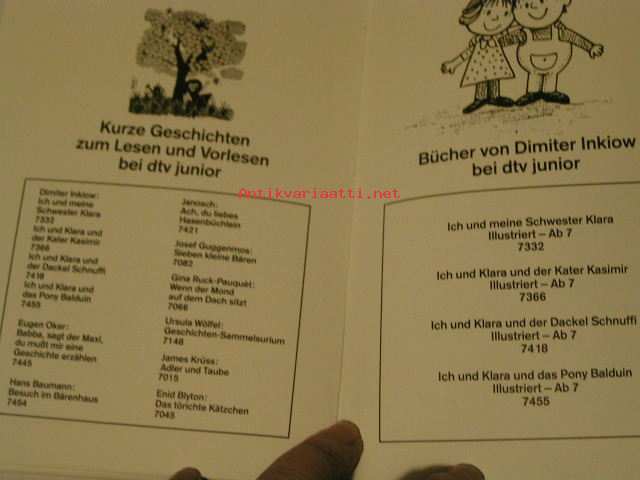 Kurze Geschichten
zum Lesen und Vorlesen
bei dtv junior
Dimiter Inkiow:
Ich und meine
Schwester Klara
7332
Ich und Klara und
der Kater Kasimir
7366
Ich und Klara und
der Dackel Schnuffi
7418
Ich und Klara und
das Pony Balduin
7455
Eugen Oker:
Babba, sagt der Maxl,
du mußt mir eine
Geschichte erzählen
7445
Hans Baumann:
Besuch im Bärenhaus
7454
Janosch:
Ach, du liebes
Hasenbüchlein
7421
Josef Guggenmos:
Sieben kleine Bären
7082
Gina Ruck-Pauquèt:
Wenn der Mond
auf dem Dach sitzt
7066
Ursula Wölfel:
Geschichten-Sammelsurium
7148
James Krüss:
Adler und Taube
7015
Enid Blyton:
Das törichte Kätzchen
7045
Bücher von Dimiter Inkiow
bei dtv junior
Ich und meine Schwester Klara
Illustriert – Ab 7
7332
Ich und Klara und der Kater Kasimir
Illustriert – Ab 7
7366
Ich und Klara und der Dackel Schnuffi
Illustriert – Ab 7
7418
Ich und Klara und das Pony Balduin
Illustriert – Ab 7
7455
Antikvariaatti.net